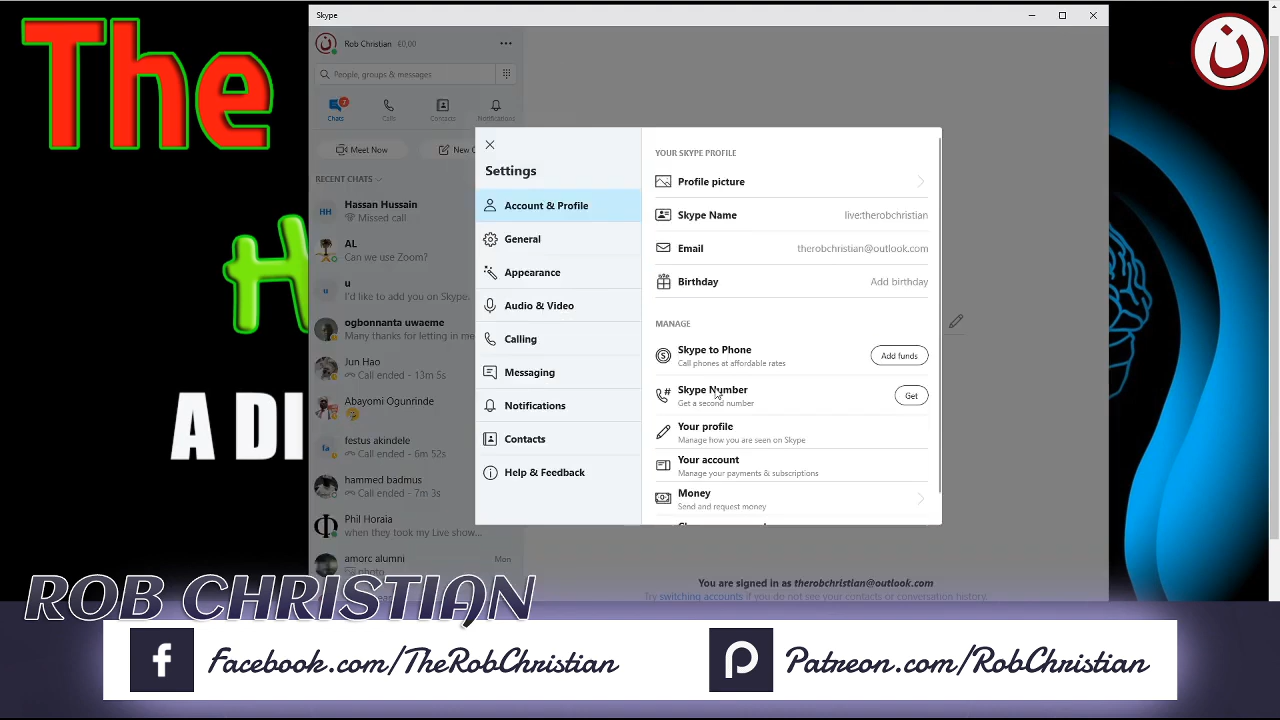 The
H
A DI
Skype
Rob Christian €0,00
People, groups & messages
7
Chats
Calls
Contacts
Notifications
Meet Now
New C
RECENT CHATS
HH
Hassan Hussain
Missed call
AL
Can we use Zoom?
u
u
I'd like to add you on Skype.
ogbonnanta uwaeme
Many thanks for letting in me
Jun Hao
Call ended - 13m 5s
Abayomi Ogunrinde
fa
festus akindele
Call ended - 6m 52s
hammed badmus
Call ended - 7m 3s
Phil Horaia
when they took my Live show...
amorc alumni
Mon
photo
Settings
Account & Profile
General
Appearance
Audio & Video
Calling
Messaging
Notifications
Contacts
Help & Feedback
YOUR SKYPE PROFILE
Profile picture
Skype Name
live:therobchristian
Email
therobchristian@outlook.com
Birthday
Add birthday
MANAGE
Skype to Phone
Call phones at affordable rates
Add funds
Skype Number
Get a second number
Get
Your profile
Manage how you are seen on Skype
Your account
Manage your payments & subscriptions
Money
Send and request money
You are signed in as therobchristian@outlook.com
Try switching accounts if you do not see your contacts or conversation history.
ن
ROB CHRISTIAN
Facebook.com/TheRobChristian
Patreon.com/RobChristian